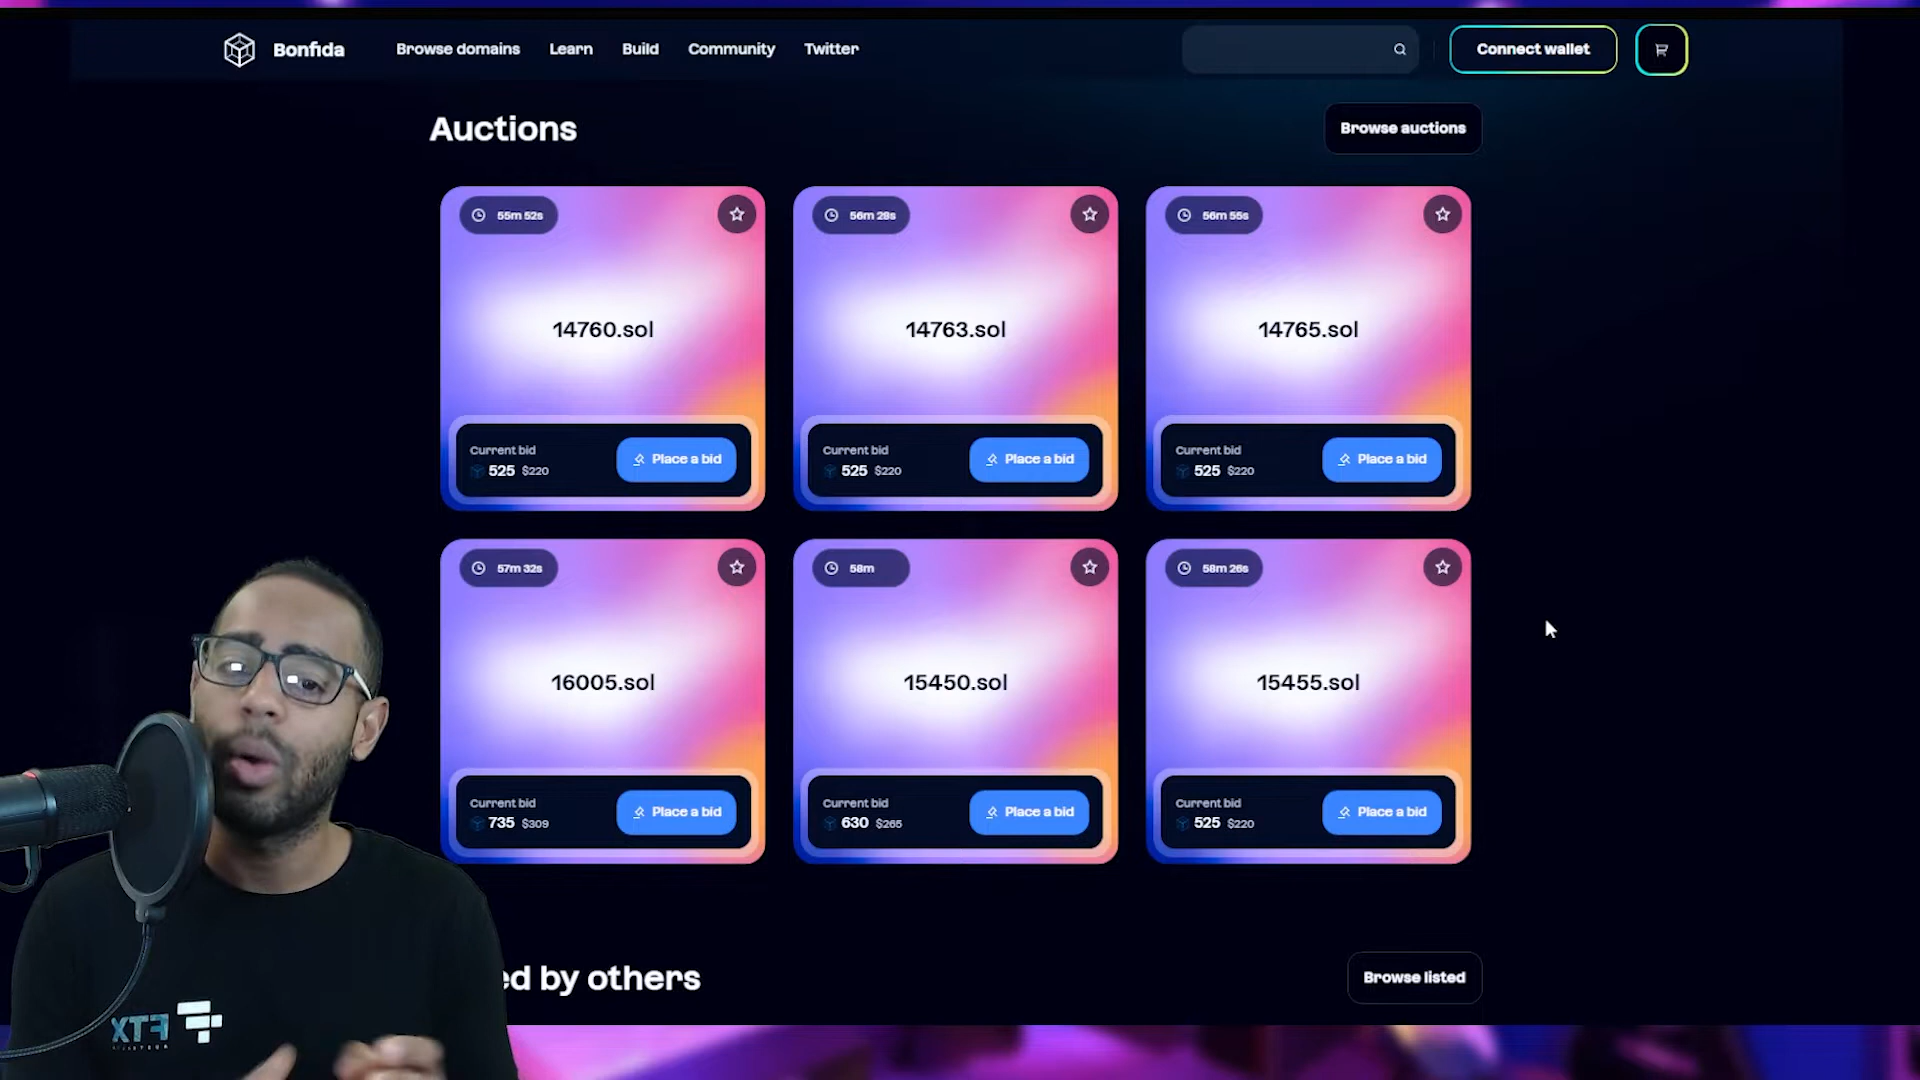 Bonfida
Browse domains
Learn
Build
Community
Twitter
Connect wallet
Auctions
Browse auctions
55m 52s
56m 28s
56m 55s
14760.sol
14763.sol
14765.sol
Current bid
525 $220
Place a bid
Current bid
525 $220
Place a bid
Current bid
525 $220
Place a bid
57m 32s
58m
58m 26s
16005.sol
15450.sol
15455.sol
Current bid
735 $309
Place a bid
Current bid
630 $265
Place a bid
Current bid
525 $220
Place a bid
ed by others
Browse listed
FTX